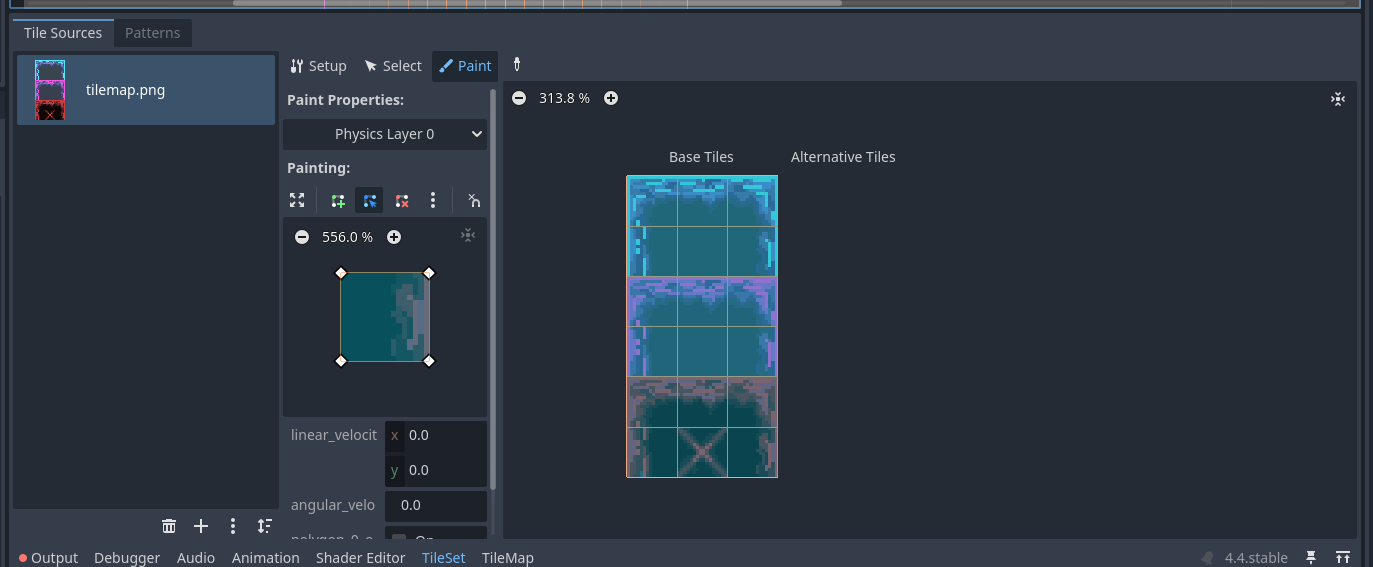 Tile Sources
Patterns
tilemap.png
Setup
Select
Paint
Paint Properties:
Physics Layer 0
Painting:
556.0 %
linear_velocit
x 0.0
y 0.0
angular_velo
0.0
313.8 %
Base Tiles
Alternative Tiles
Output
Debugger
Audio
Animation
Shader Editor
TileSet
TileMap
4.4.stable